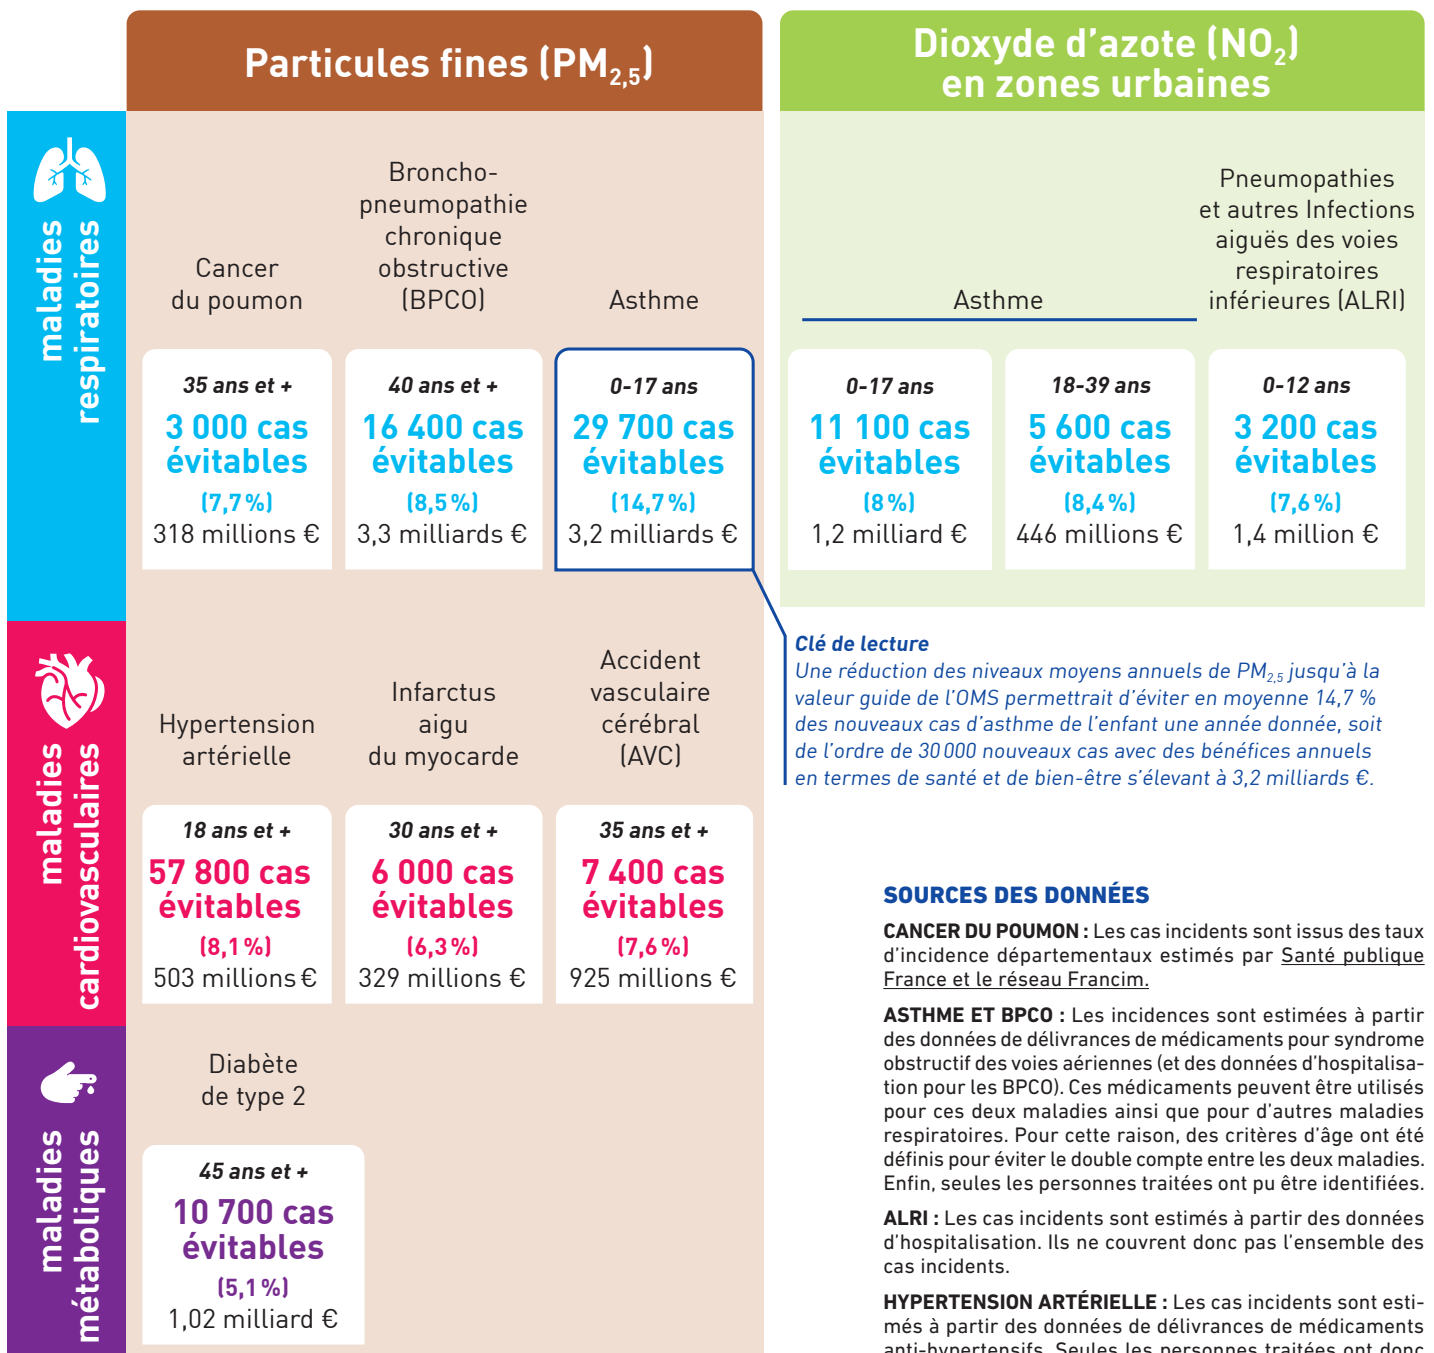 Particules fines (PM2,5)
Dioxyde d'azote (NO2)
en zones urbaines
maladies
respiratoires
Cancer
du poumon
35 ans et +
3 000 cas
évitables
(7,7 %)
318 millions €
Broncho-
pneumopathie
chronique
obstructive
(BPCO)
40 ans et +
16 400 cas
évitables
(8,5 %)
3,3 milliards €
Asthme
0-17 ans
29 700 cas
évitables
(14,7 %)
3,2 milliards €
Asthme
0-17 ans
11 100 cas
évitables
(8 %)
1,2 milliard €
18-39 ans
5 600 cas
évitables
(8,4 %)
446 millions €
Pneumopathies
et autres Infections
aiguës des voies
respiratoires
inférieures (ALRI)
0-12 ans
3 200 cas
évitables
(7,6 %)
1,4 million €
Clé de lecture
Une réduction des niveaux moyens annuels de PM2,5 jusqu'à la
valeur guide de l'OMS permettrait d'éviter en moyenne 14,7 %
des nouveaux cas d'asthme de l'enfant une année donnée, soit
de l'ordre de 30 000 nouveaux cas avec des bénéfices annuels
en termes de santé et de bien-être s'élevant à 3,2 milliards €.
maladies
cardiovasculaires
Hypertension
artérielle
18 ans et +
57 800 cas
évitables
(8,1 %)
503 millions €
Infarctus
aigu
du myocarde
30 ans et +
6 000 cas
évitables
(6,3 %)
329 millions €
Accident
vasculaire
cérébral
(AVC)
35 ans et +
7 400 cas
évitables
(7,6 %)
925 millions €
maladies
métaboliques
Diabète
de type 2
45 ans et +
10 700 cas
évitables
(5,1 %)
1,02 milliard €
SOURCES DES DONNÉES
CANCER DU POUMON : Les cas incidents sont issus des taux
d'incidence départementaux estimés par Santé publique
France et le réseau Francim.
ASTHME ET BPCO : Les incidences sont estimées à partir
des données de délivrances de médicaments pour syndrome
obstructif des voies aériennes (et des données d'hospitalisa-
tion pour les BPCO). Ces médicaments peuvent être utilisés
pour ces deux maladies ainsi que pour d'autres maladies
respiratoires. Pour cette raison, des critères d'âge ont été
définis pour éviter le double compte entre les deux maladies.
Enfin, seules les personnes traitées ont pu être identifiées.
ALRI : Les cas incidents sont estimés à partir des données
d'hospitalisation. Ils ne couvrent donc pas l'ensemble des
cas incidents.
HYPERTENSION ARTÉRIELLE : Les cas incidents sont esti-
més à partir des données de délivrances de médicaments
anti-hypertensifs. Seules les personnes traitées ont donc